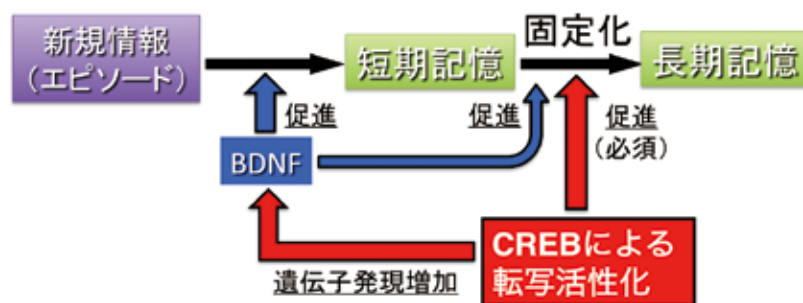 新規情報
（エピソード）
短期記憶
固定化
長期記憶
促進
促進
促進
（必須）
BDNF
CREBによる
転写活性化
遺伝子発現増加